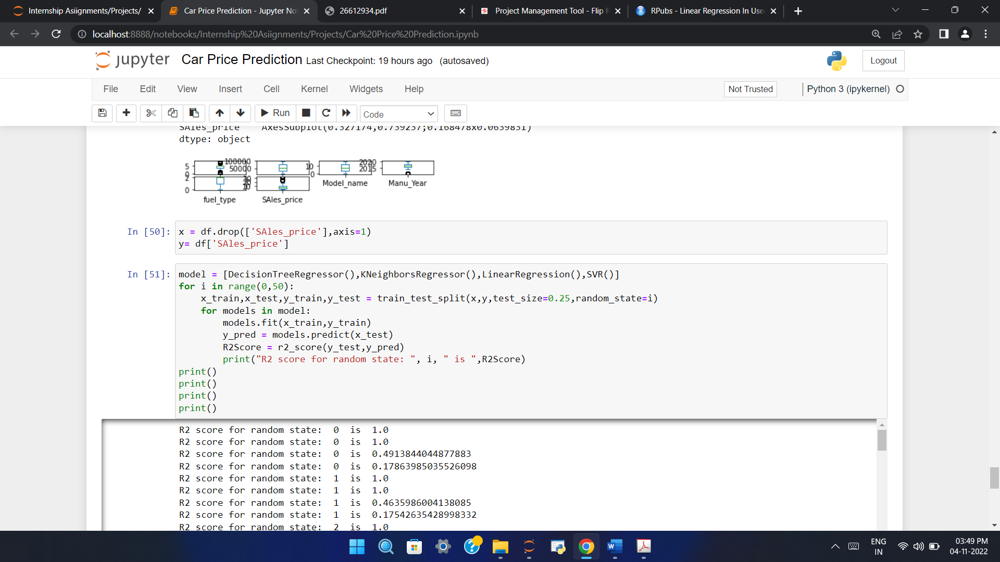 Internship Asiignments/Projects/
Car Price Prediction - Jupyter No
26612934.pdf
Project Management Tool - Flip R
RPubs - Linear Regression In Use
localhost:8888/notebooks/Internship%20Asiignments/Projects/Car%20Price%20Prediction.ipynb
jupyter Car Price Prediction Last Checkpoint: 19 hours ago (autosaved)
Logout
File Edit View Insert Cell Kernel Widgets Help
Not Trusted
Python 3 (ipykernel)
Run
Code
SAles_price AxesSubplot(0.327174,0.739237;0.168478x0.0639831)
dtype: object
5
0
100000
50000
10
0
2020
2015
2
0
30
20
10
Model_name
Manu_Year
fuel_type
SAles_price
In [50]:
x = df.drop(['SAles_price'],axis=1)
y= df['SAles_price']
In [51]:
model = [DecisionTreeRegressor(),KNeighborsRegressor(),LinearRegression(),SVR()]
for i in range(0,50):
    x_train,x_test,y_train,y_test = train_test_split(x,y,test_size=0.25,random_state=i)
    for models in model:
        models.fit(x_train,y_train)
        y_pred = models.predict(x_test)
        R2Score = r2_score(y_test,y_pred)
        print("R2 score for random state: ", i, " is ",R2Score)
print()
print()
print()
print()
R2 score for random state:  0  is  1.0
R2 score for random state:  0  is  1.0
R2 score for random state:  0  is  0.4913844044877883
R2 score for random state:  0  is  0.17863985035526098
R2 score for random state:  1  is  1.0
R2 score for random state:  1  is  1.0
R2 score for random state:  1  is  0.4635986004138085
R2 score for random state:  1  is  0.17542635428998332
R2 score for random state:  2  is  1.0
ENG
IN
03:49 PM
04-11-2022